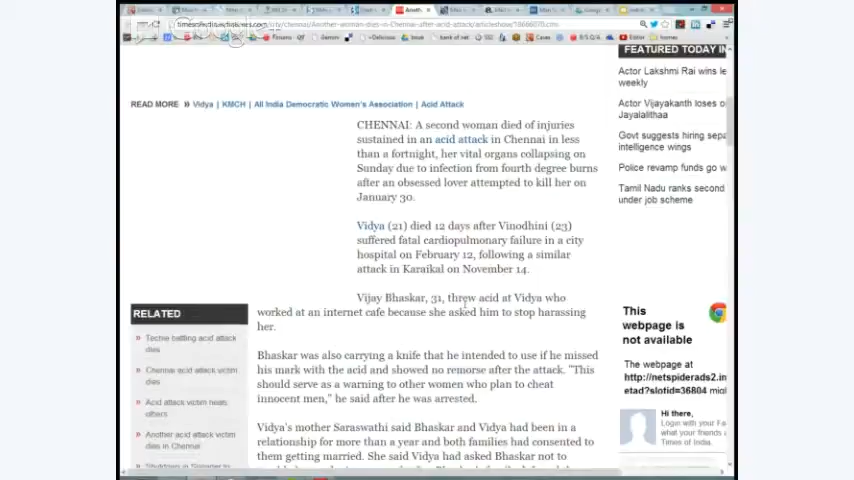 FEATURED TODAY IN
Actor Lakshmi Rai wins le
weekly
Actor Vijayakanth loses
Jayalalithaa
Govt suggests hiring sepa
intelligence wings
Police revamp funds go w
Tamil Nadu ranks second
under job scheme
READ MORE » Vidya | KMCH | All India Democratic Women's Association | Acid Attack
CHENNAI: A second woman died of injuries
sustained in an acid attack in Chennai in less
than a fortnight, her vital organs collapsing on
Sunday due to infection from fourth degree burns
after an obsessed lover attempted to kill her on
January 30.
Vidya (21) died 12 days after Vinodhini (23)
suffered fatal cardiopulmonary failure in a city
hospital on February 12, following a similar
attack in Karaikal on November 14.
Vijay Bhaskar, 31, threw acid at Vidya who
worked at an internet cafe because she asked him to stop harassing
her.
Bhaskar was also carrying a knife that he intended to use if he missed
his mark with the acid and showed no remorse after the attack. "This
should serve as a warning to other women who plan to cheat
innocent men," he said after he was arrested.
Vidya's mother Saraswathi said Bhaskar and Vidya had been in a
relationship for more than a year and both families had consented to
them getting married. She said Vidya had asked Bhaskar not to
RELATED
» Techie battling acid attack
dies
» Chennai acid attack victim
dies
» Acid attack victim
others
» Another acid attack victim
dies in Chennai
This
webpage is
not available
The webpage at
http://netspiderads2.in
etad?slotid=36804
Hi there,
Login with your Fa
what your friends
Times of India.